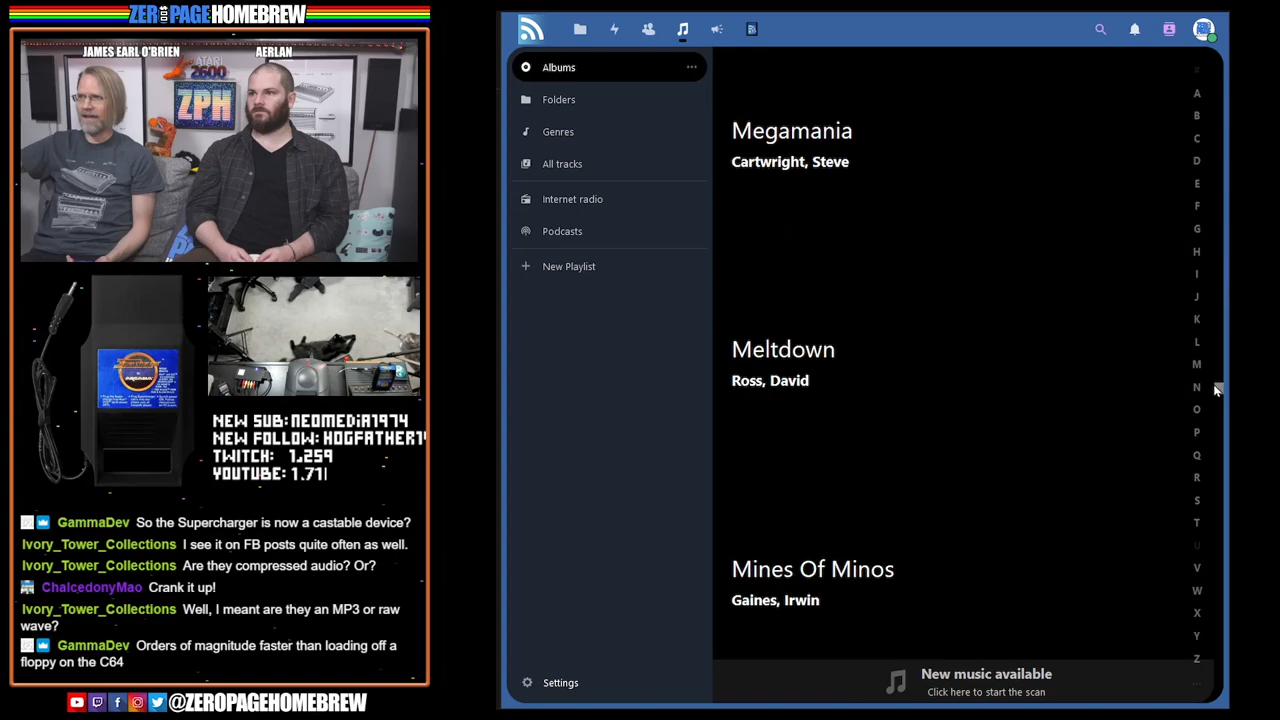 ZEROPAGEHOMEBREW
JAMES EARL O'BRIEN
AERLAN
ATARI
2600
ZPH
NEW SUB:NEOMEDIA1974
NEW FOLLOW: HOGFATHER1
TWITCH: 1,259
YOUTUBE: 1,71
GammaDev So the Supercharger is now a castable device?
Ivory_Tower_Collections I see it on FB posts quite often as well.
Ivory_Tower_Collections Are they compressed audio? Or?
ChalcedonyMao Crank it up!
Ivory_Tower_Collections Well, I meant are they an MP3 or raw
wave?
GammaDev Orders of magnitude faster than loading off a
floppy on the C64
@ZEROPAGEHOMEBREW
Albums
Folders
Genres
All tracks
Internet radio
Podcasts
New Playlist
Settings
Megamania
Cartwright, Steve
Meltdown
Ross, David
Mines Of Minos
Gaines, Irwin
New music available
Click here to start the scan
#
A
B
C
D
E
F
G
H
I
J
K
L
M
N
O
P
Q
R
S
T
U
V
W
X
Y
Z